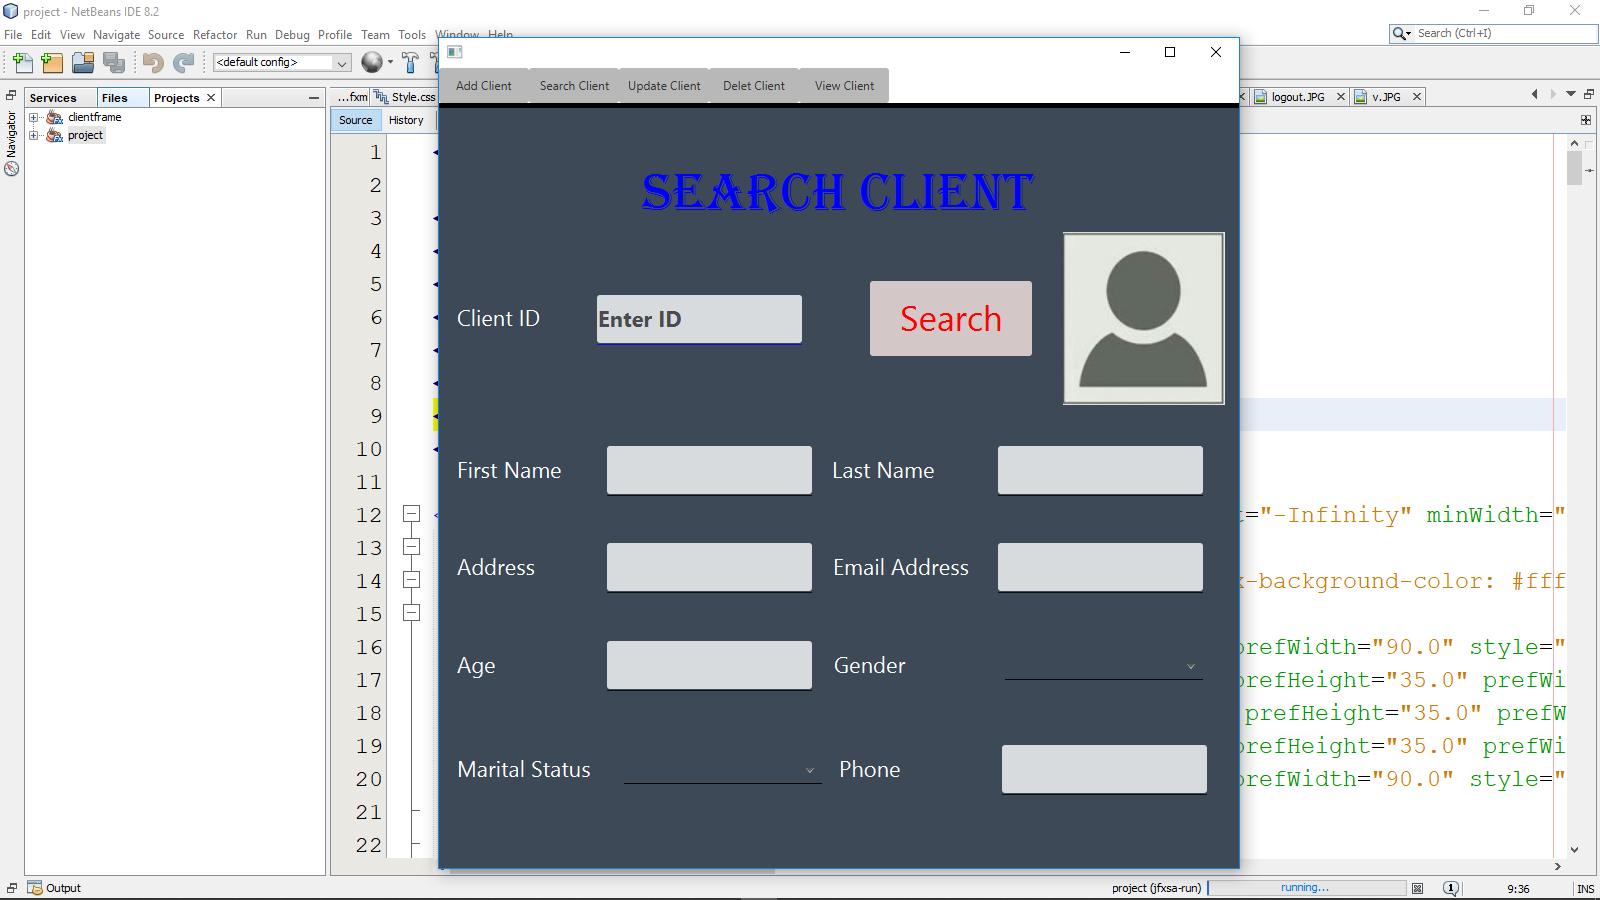 project - NetBeans IDE 8.2
File Edit View Navigate Source Refactor Run Debug Profile Team Tools Window Help
Search (Ctrl+I)
<default config>
Add Client Search Client Update Client Delet Client View Client
Services Files Projects
...fxm Style.css logout.JPG v.JPG
Source History
Navigator
clientframe
project
SEARCH CLIENT
Client ID Enter ID Search
First Name Last Name
Address Email Address
Age Gender
Marital Status Phone
1
2
3
4
5
6
7
8
9
10
11
12 ="-Infinity" minWidth="
13
14 -background-color: #fff
15
16 prefWidth="90.0" style="
17 prefHeight="35.0" prefWi
18 prefHeight="35.0" prefW
19 prefHeight="35.0" prefWi
20 prefWidth="90.0" style="
21
22
Output project (jfxsa-run) running... 1 9:36 INS